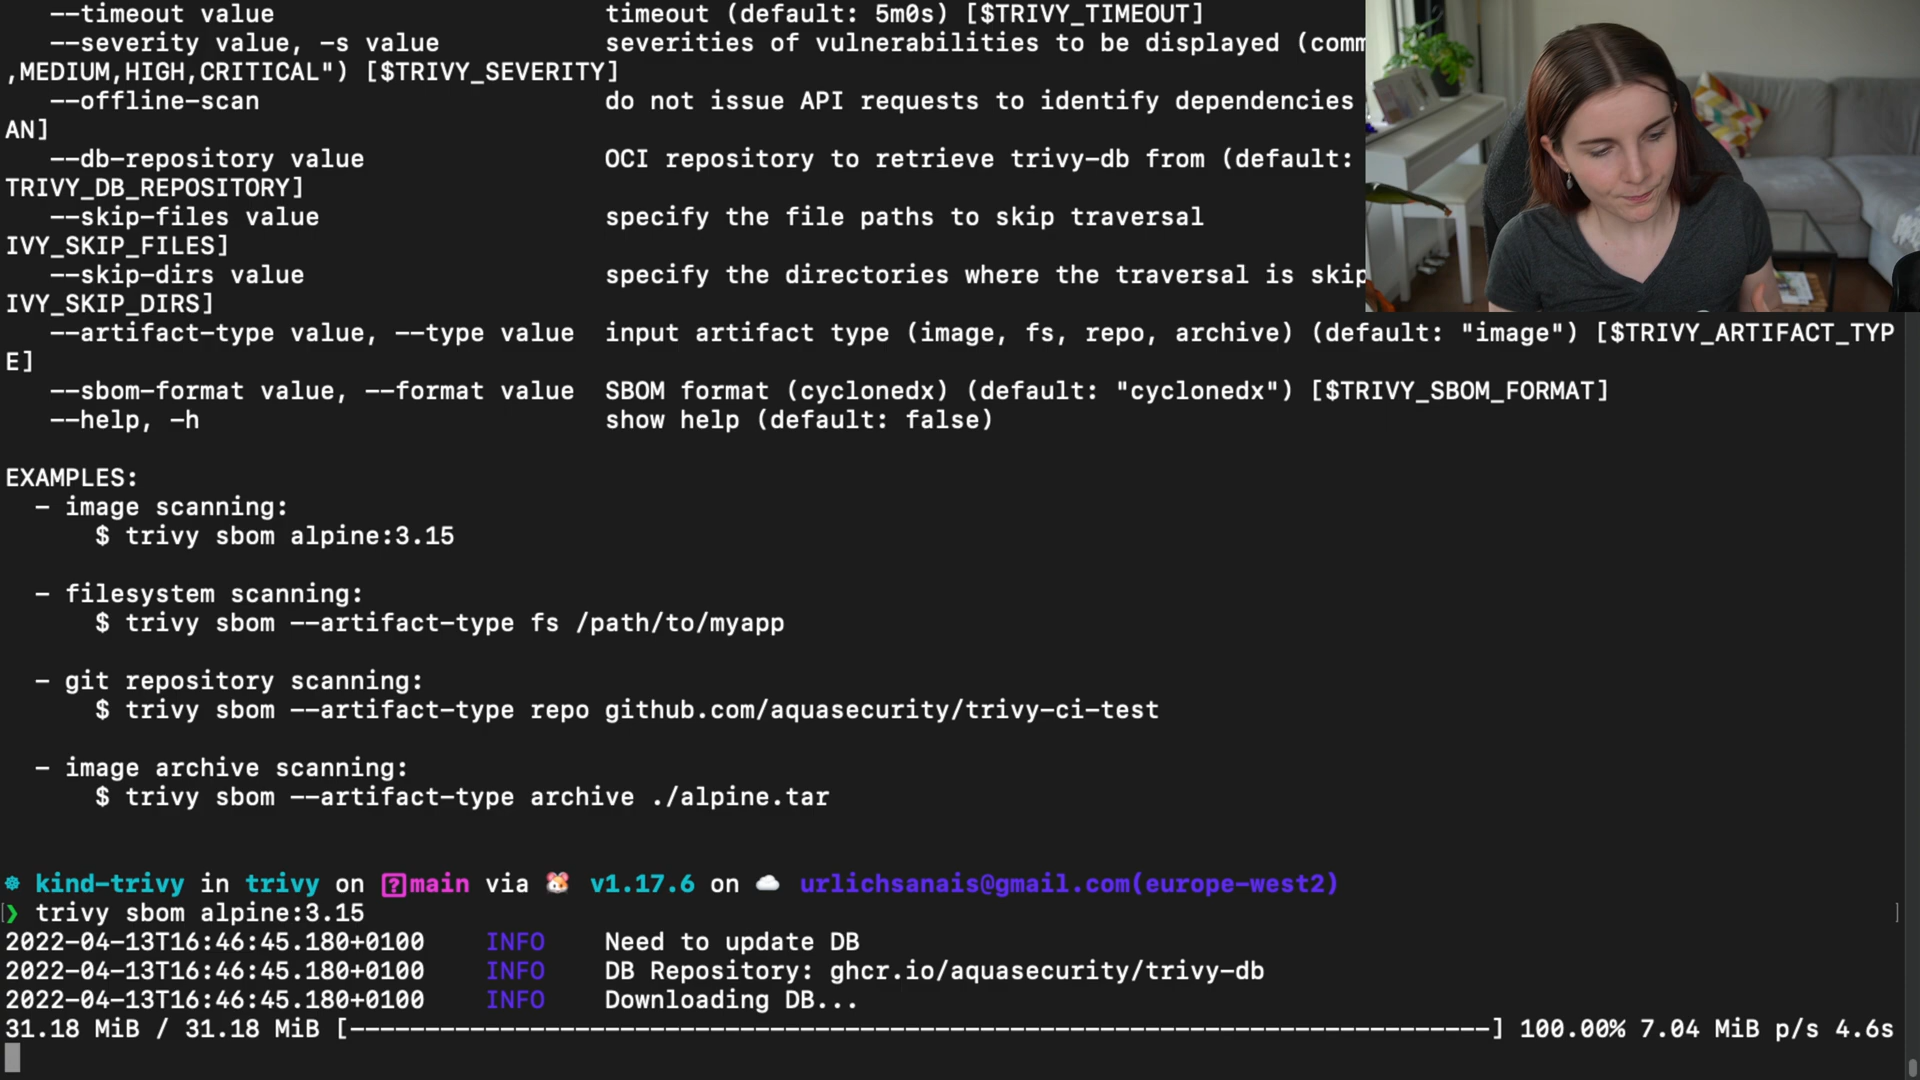 --timeout value timeout (default: 5m0s) [$TRIVY_TIMEOUT]
--severity value, -s value severities of vulnerabilities to be displayed (comm
,MEDIUM,HIGH,CRITICAL") [$TRIVY_SEVERITY]
--offline-scan do not issue API requests to identify dependencies
AN]
--db-repository value OCI repository to retrieve trivy-db from (default:
TRIVY_DB_REPOSITORY]
--skip-files value specify the file paths to skip traversal
IVY_SKIP_FILES]
--skip-dirs value specify the directories where the traversal is skip
IVY_SKIP_DIRS]
--artifact-type value, --type value input artifact type (image, fs, repo, archive) (default: "image") [$TRIVY_ARTIFACT_TYP
E]
--sbom-format value, --format value SBOM format (cyclonedx) (default: "cyclonedx") [$TRIVY_SBOM_FORMAT]
--help, -h show help (default: false)
EXAMPLES:
- image scanning:
$ trivy sbom alpine:3.15
- filesystem scanning:
$ trivy sbom --artifact-type fs /path/to/myapp
- git repository scanning:
$ trivy sbom --artifact-type repo github.com/aquasecurity/trivy-ci-test
- image archive scanning:
$ trivy sbom --artifact-type archive ./alpine.tar
☸ kind-trivy in trivy on [?]main via 🐹 v1.17.6 on ☁ urlichsanais@gmail.com(europe-west2)
[❯ trivy sbom alpine:3.15 ]
2022-04-13T16:46:45.180+0100 INFO Need to update DB
2022-04-13T16:46:45.180+0100 INFO DB Repository: ghcr.io/aquasecurity/trivy-db
2022-04-13T16:46:45.180+0100 INFO Downloading DB...
31.18 MiB / 31.18 MiB [----------------------------------------------------------------------------] 100.00% 7.04 MiB p/s 4.6s